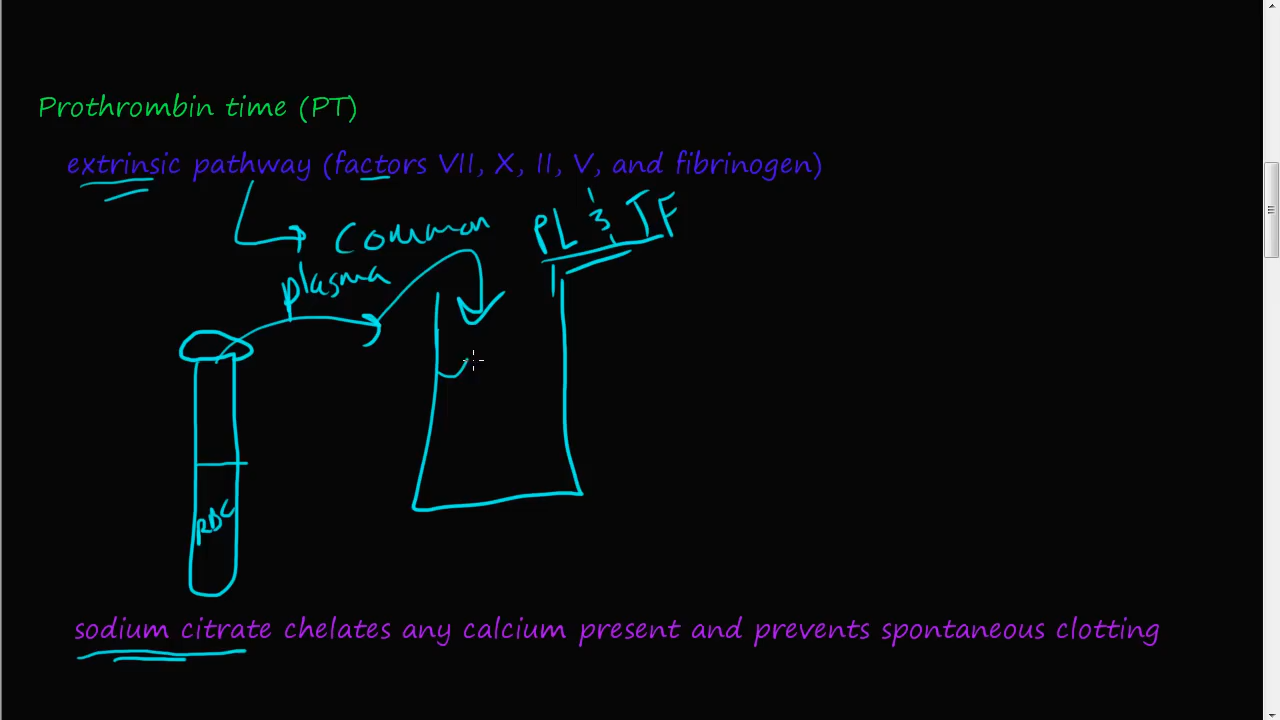 Prothrombin time (PT)
extrinsic pathway (factors VII, X, II, V, and fibrinogen)
Common
PL & TF
plasma
RBC
sodium citrate chelates any calcium present and prevents spontaneous clotting